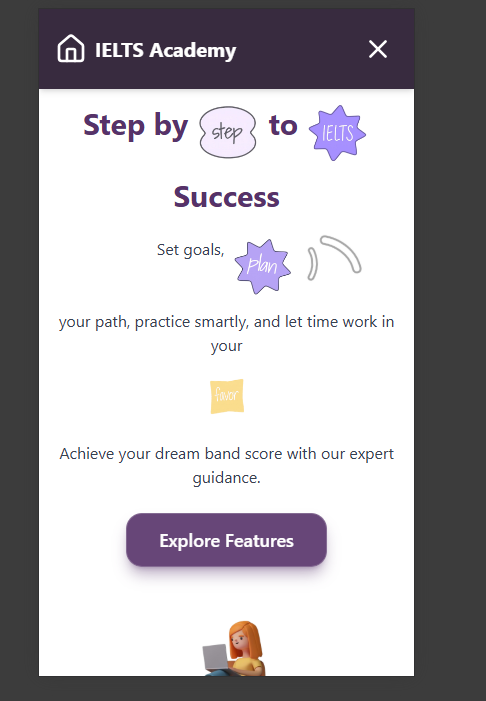 IELTS Academy
Step by step to IELTS
Success
Set goals, plan
your path, practice smartly, and let time work in
your
favor
Achieve your dream band score with our expert
guidance.
Explore Features